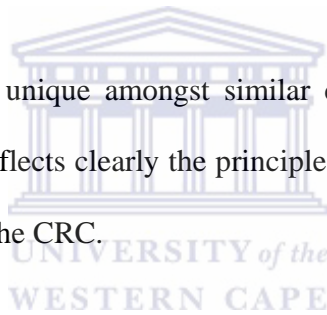 unique amongst similar
flects clearly the principle
he CRC.
UNIVERSITY of the
WESTERN CAPE